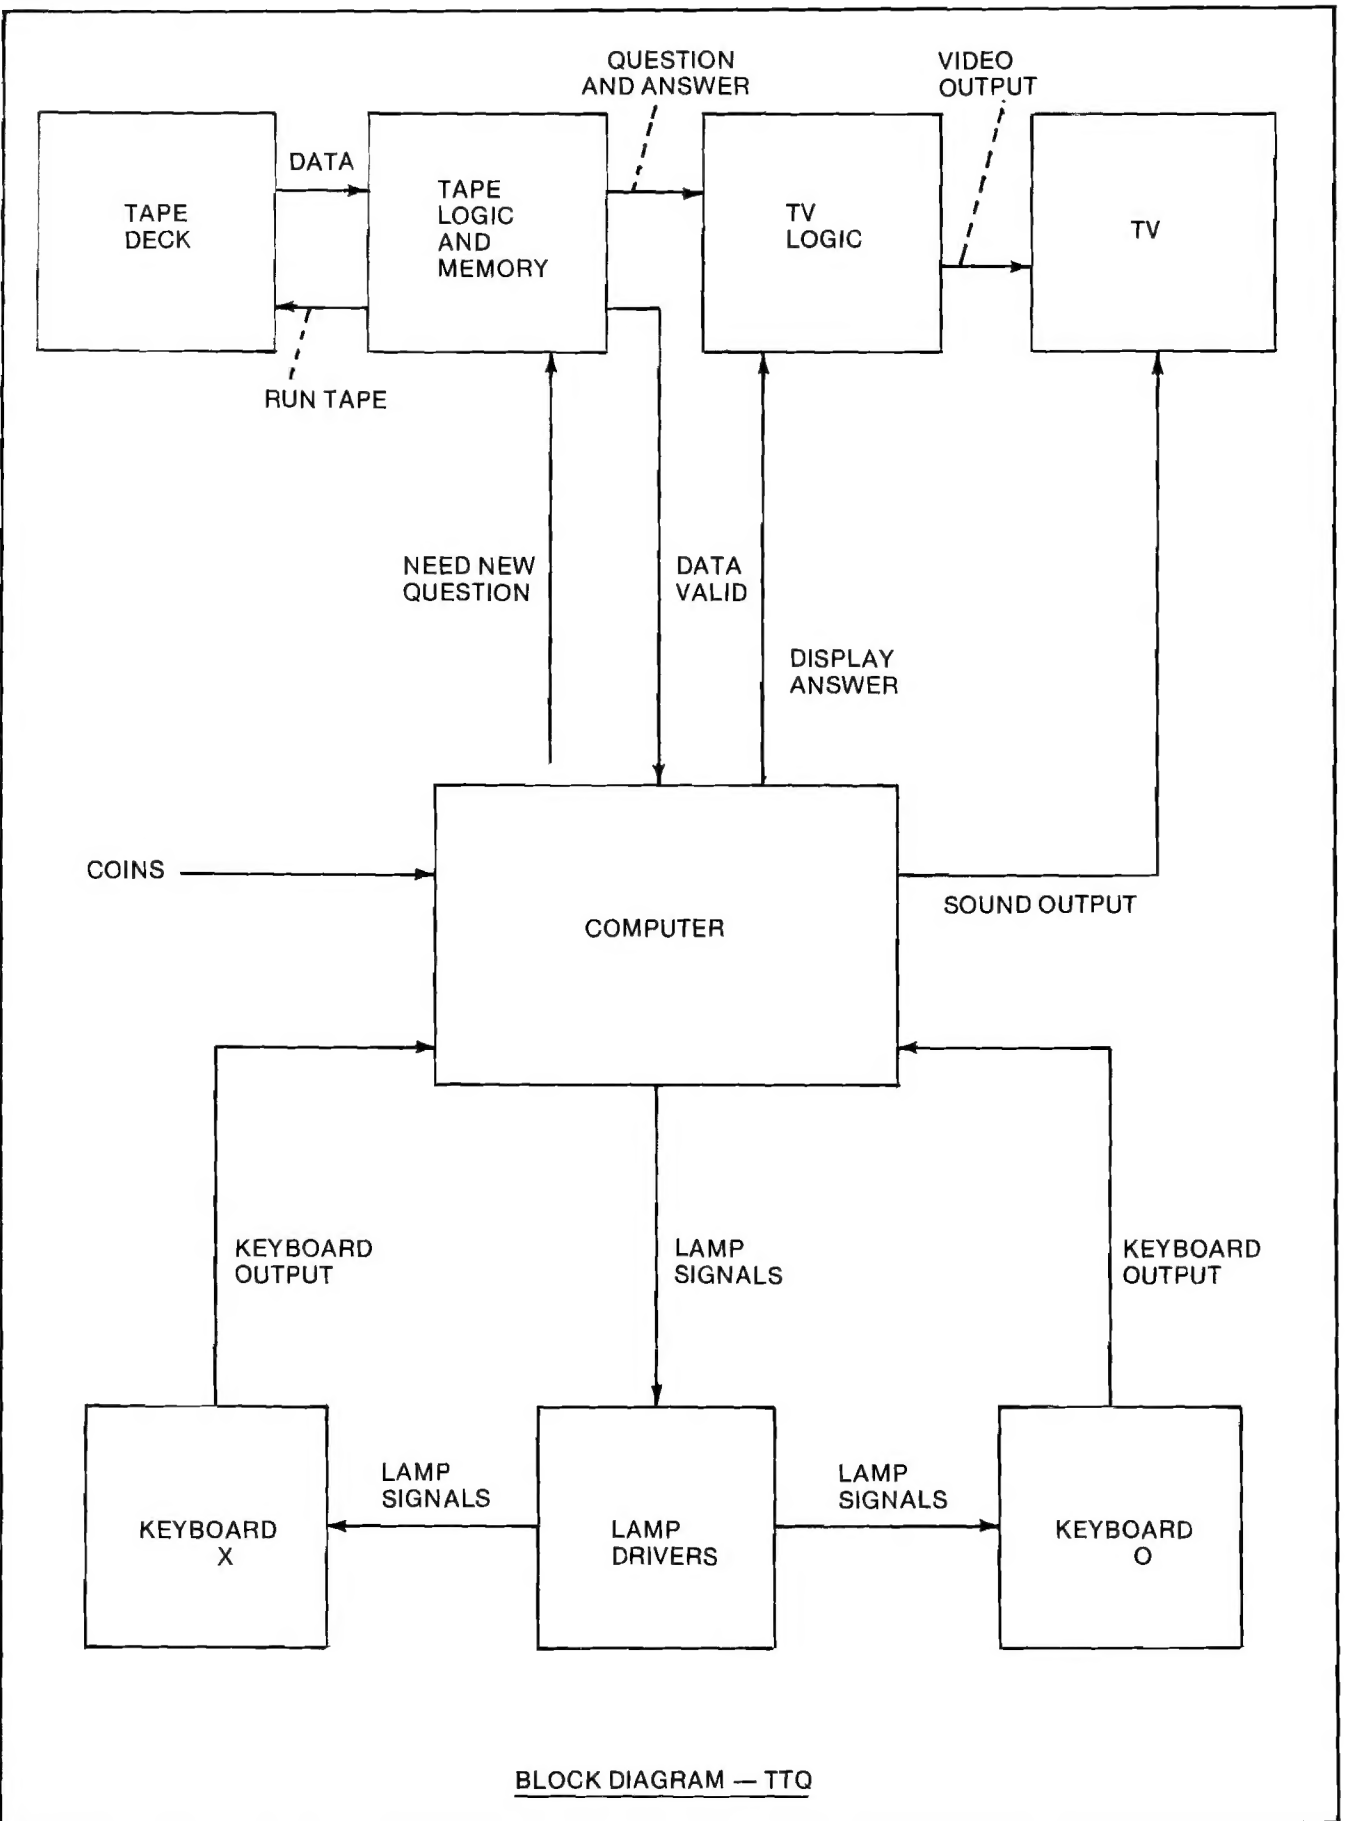 QUESTION
AND ANSWER
VIDEO
OUTPUT
TAPE
DECK
DATA
TAPE
LOGIC
AND
MEMORY
TV
LOGIC
TV
RUN TAPE
NEED NEW
QUESTION
DATA
VALID
DISPLAY
ANSWER
COINS
COMPUTER
SOUND OUTPUT
KEYBOARD
OUTPUT
LAMP
SIGNALS
KEYBOARD
OUTPUT
KEYBOARD
X
LAMP
SIGNALS
LAMP
DRIVERS
LAMP
SIGNALS
KEYBOARD
O
BLOCK DIAGRAM — TTQ